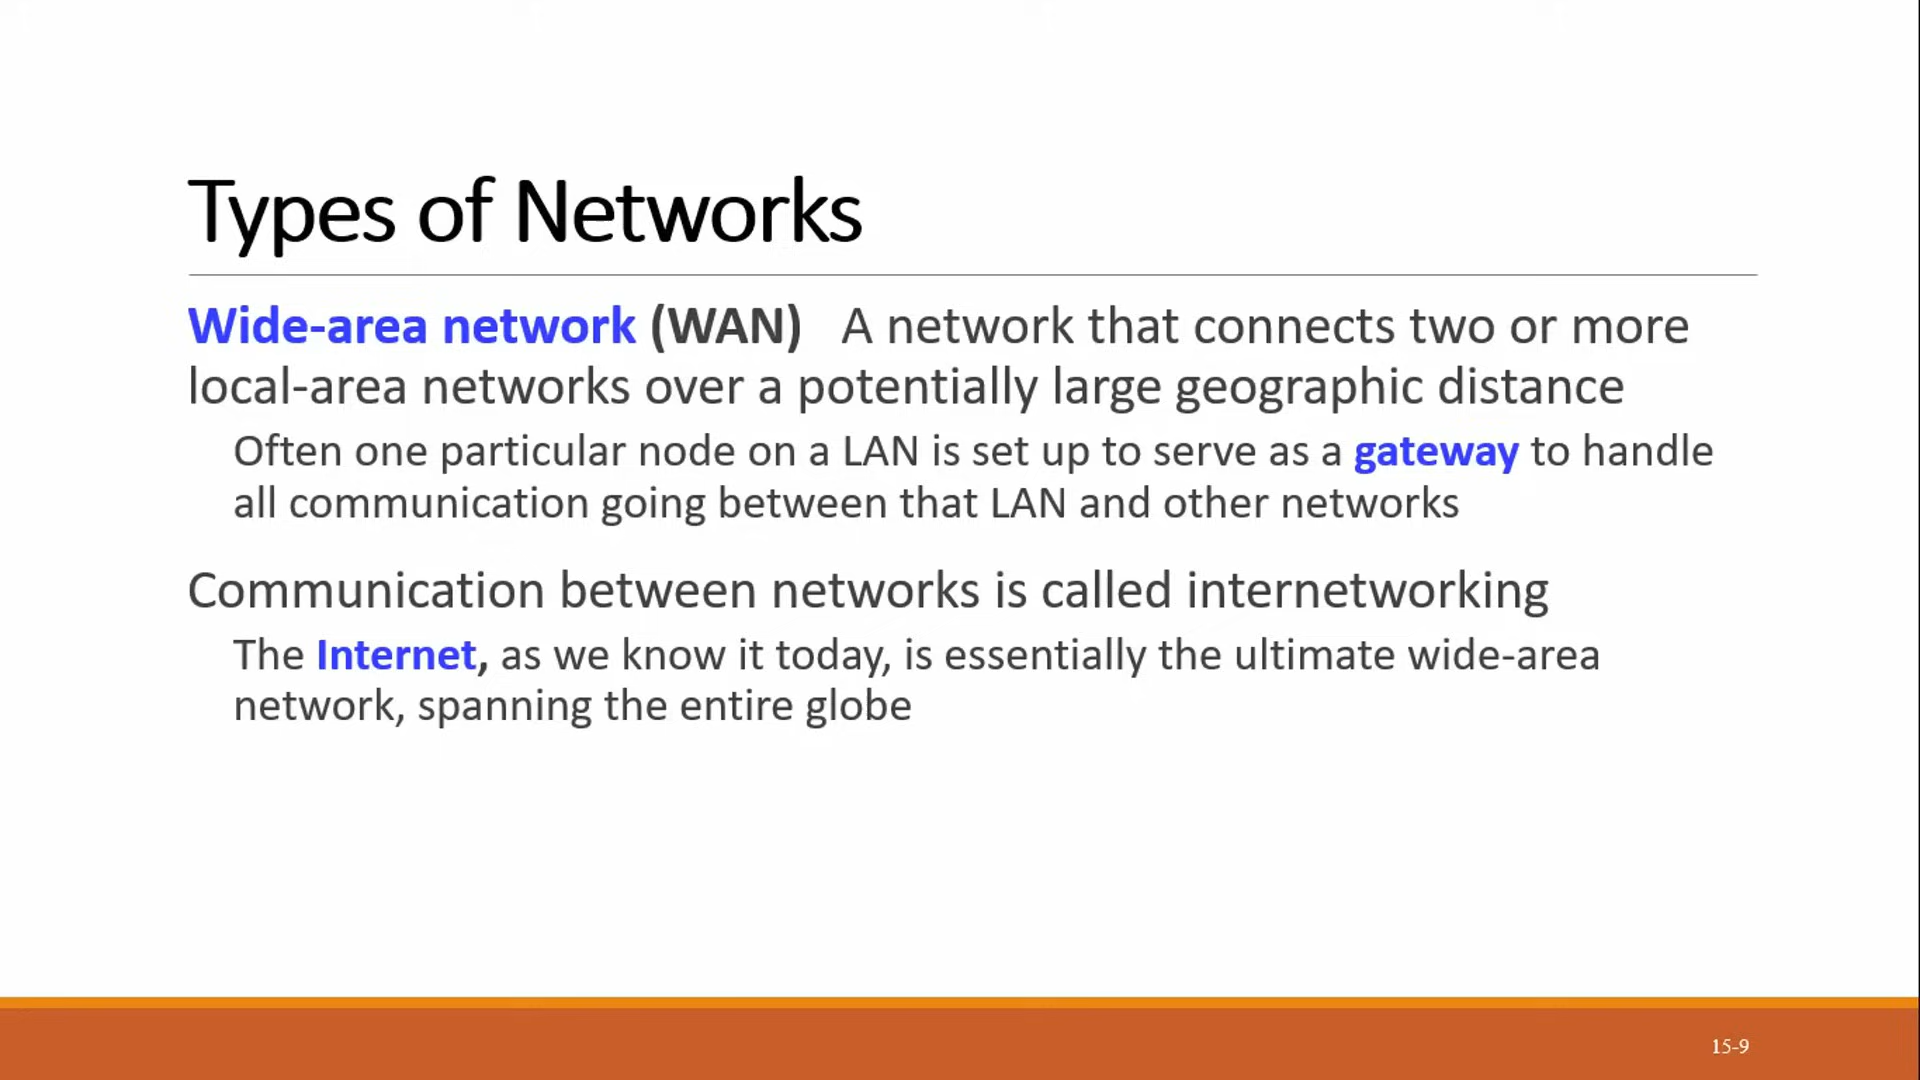 Types of Networks
Wide-area network (WAN) A network that connects two or more
local-area networks over a potentially large geographic distance
Often one particular node on a LAN is set up to serve as a gateway to handle
all communication going between that LAN and other networks
Communication between networks is called internetworking
The Internet, as we know it today, is essentially the ultimate wide-area
network, spanning the entire globe
15-9